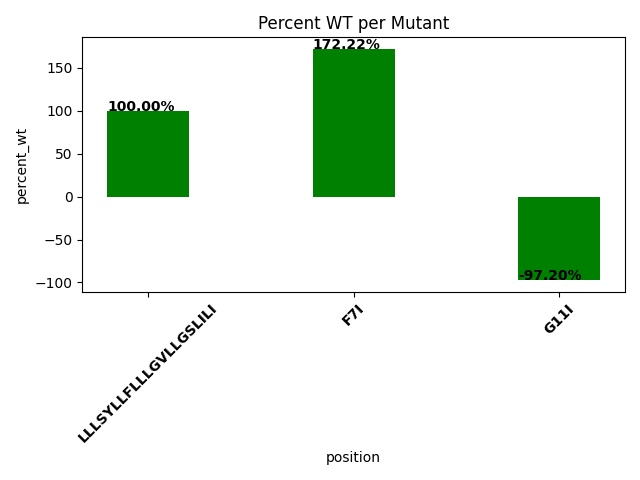 Percent WT per Mutant
172.22%
150
100.00%
100
50
0
−50
-97.20%
−100
percent_wt
LLLSYLLFLLLGVLLGSLILI
F7I
G11I
position